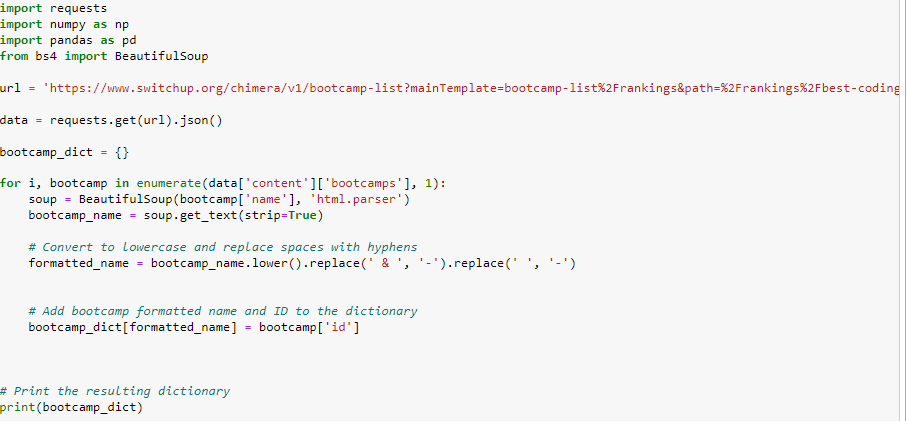 import requests
import numpy as np
import pandas as pd
from bs4 import BeautifulSoup
url = 'https://www.switchup.org/chimera/v1/bootcamp-list?mainTemplate=bootcamp-list%2Frankings&path=%2Frankings%2Fbest-coding
data = requests.get(url).json()
bootcamp_dict = {}
for i, bootcamp in enumerate(data['content']['bootcamps'], 1):
    soup = BeautifulSoup(bootcamp['name'], 'html.parser')
    bootcamp_name = soup.get_text(strip=True)
    # Convert to lowercase and replace spaces with hyphens
    formatted_name = bootcamp_name.lower().replace(' & ', '-').replace(' ', '-')
    # Add bootcamp formatted name and ID to the dictionary
    bootcamp_dict[formatted_name] = bootcamp['id']
# Print the resulting dictionary
print(bootcamp_dict)